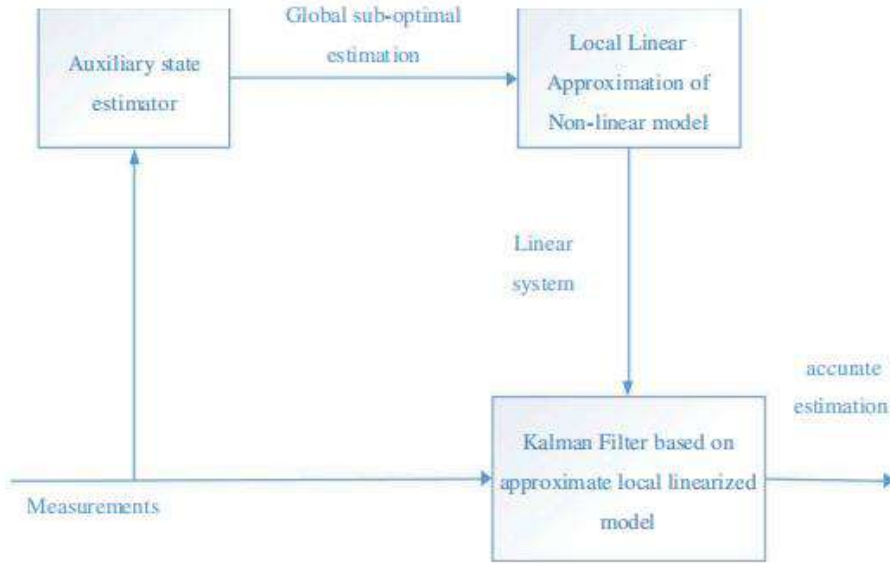 Global sub-optimal
estimation
Auxiliary state
estimator
Local Linear
Approximation of
Non-linear model
Linear
system
accurate
estimation
Kalman Filter based on
approximate local linearized
model
Measurements